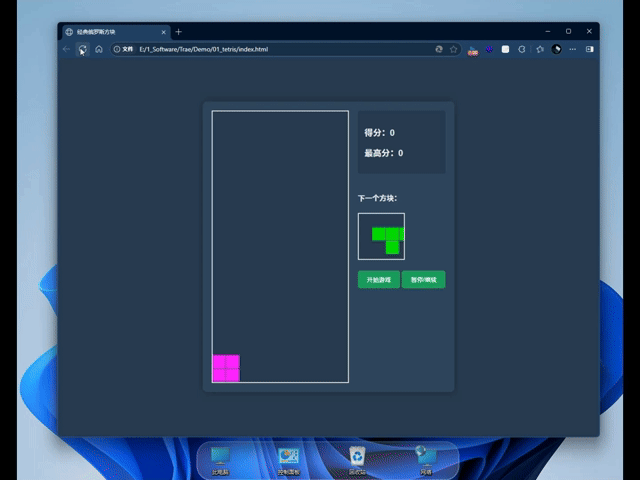 经典俄罗斯方块
文件
E:/1_Software/Trae/Demo/01_tetris/index.html
得分：0
最高分：0
下一个方块：
开始游戏
暂停/继续
此电脑
控制面板
回收站
网络